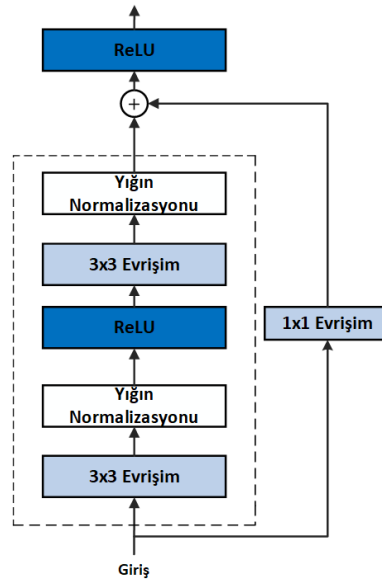 ReLU
+
Yığın
Normalizasyonu
3x3 Evrişim
ReLU
1x1 Evrişim
Yığın
Normalizasyonu
3x3 Evrişim
Giriş